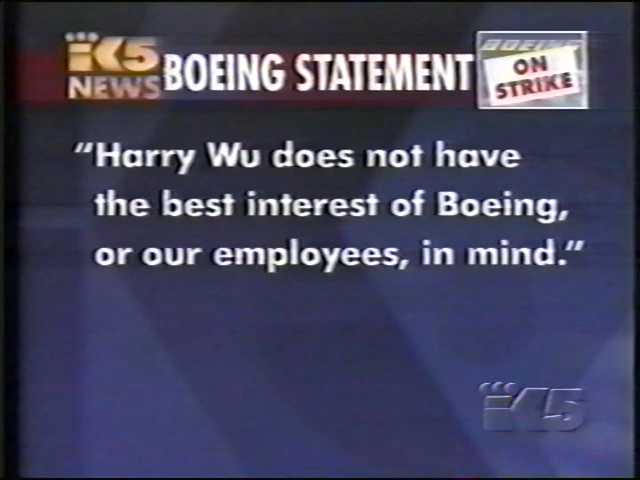 K5
NEWS
BOEING STATEMENT
BOEING
ON
STRIKE
"Harry Wu does not have
the best interest of Boeing,
or our employees, in mind."
K5